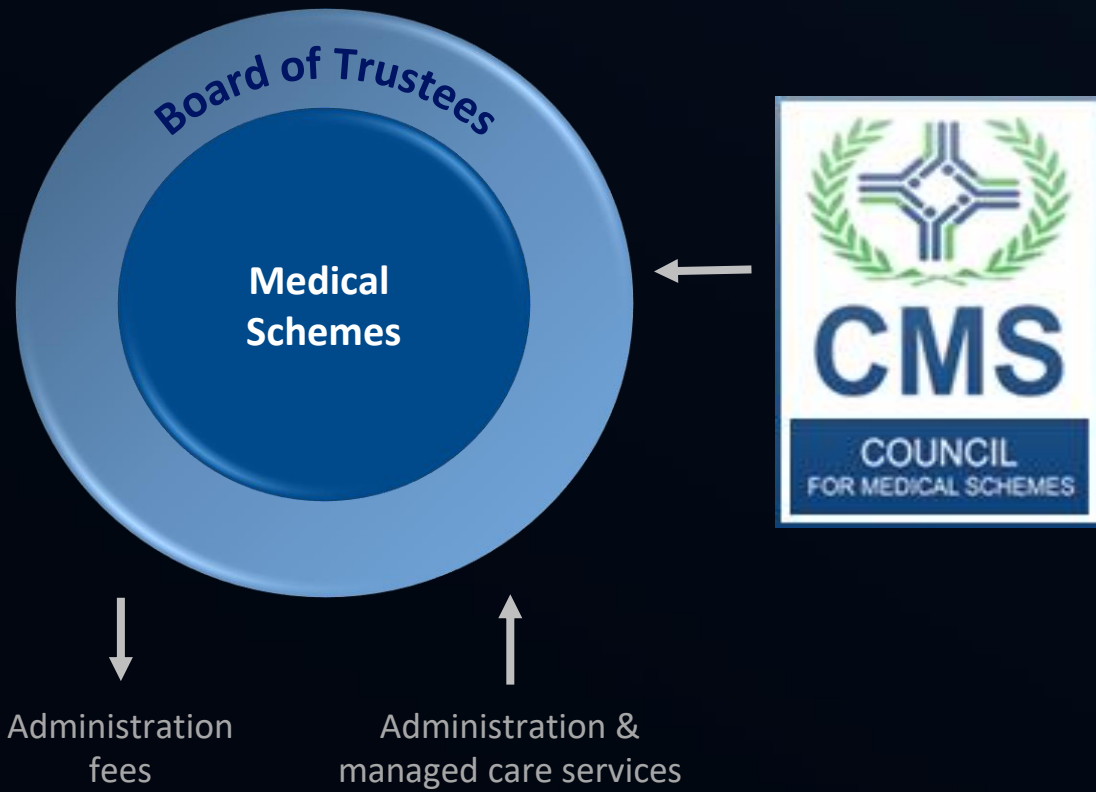 Board of Trustees
Medical
Schemes
CMS
COUNCIL
FOR MEDICAL SCHEMES
Administration
fees
Administration &
managed care services